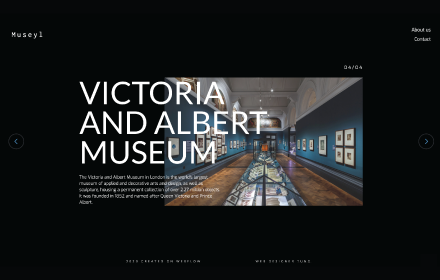 Museyl
About us
Contact
04/04
VICTORIA
AND ALBERT
MUSEUM
The Victoria and Albert Museum in London is the world's largest
museum of applied and decorative arts and design, as well as
sculpture, housing a permanent collection of over 2.27 million objects.
It was founded in 1852 and named after Queen Victoria and Prince
Albert.
CREATED ON WEBFLOW
WEB DESIGNER